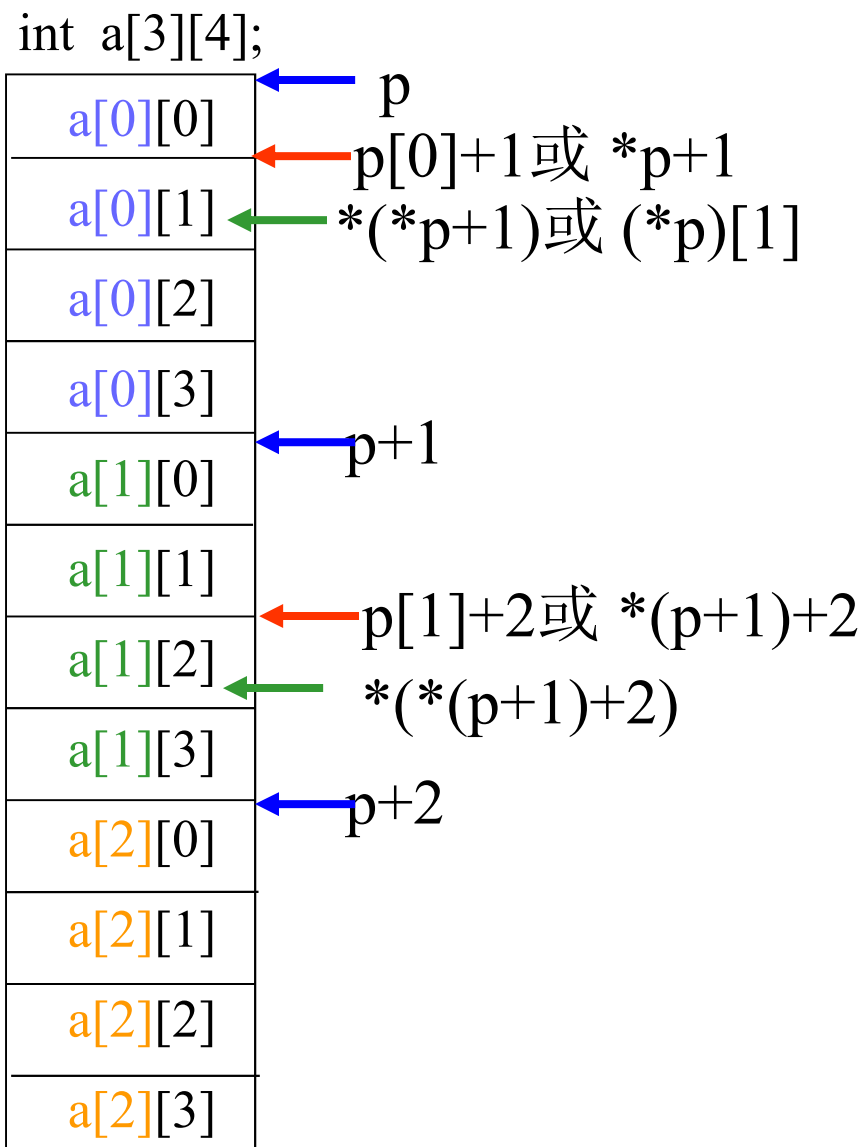 int a[3][4];
p
a[0][0]
p[0]+1或 *p+1
a[0][1]
*(*p+1)或 (*p)[1]
a[0][2]
a[0][3]
p+1
a[1][0]
a[1][1]
p[1]+2或 *(p+1)+2
a[1][2]
*(*(p+1)+2)
a[1][3]
p+2
a[2][0]
a[2][1]
a[2][2]
a[2][3]